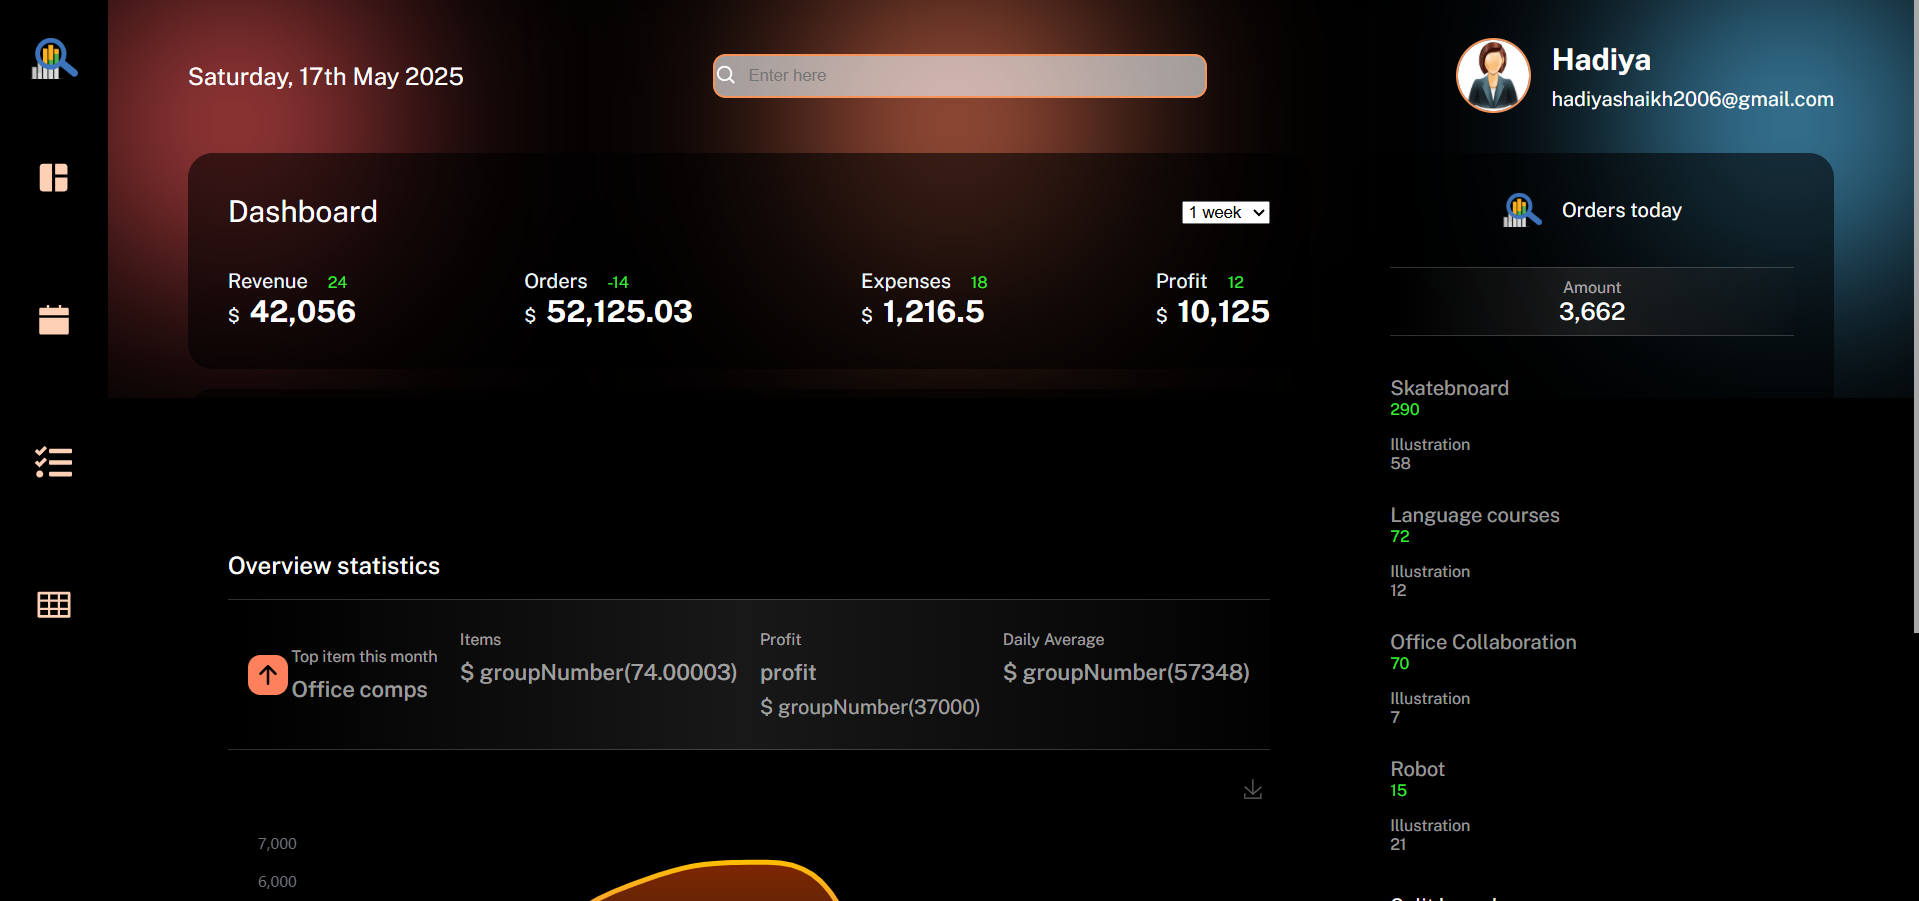 Saturday, 17th May 2025
Enter here
Hadiya
hadiyashaikh2006@gmail.com
Dashboard
1 week
Revenue 24
$ 42,056
Orders -14
$ 52,125.03
Expenses 18
$ 1,216.5
Profit 12
$ 10,125
Overview statistics
Top item this month
Office comps
Items
$ groupNumber(74.00003)
Profit
profit
$ groupNumber(37000)
Daily Average
$ groupNumber(57348)
7,000
6,000
Orders today
Amount
3,662
Skatebnoard
290
Illustration
58
Language courses
72
Illustration
12
Office Collaboration
70
Illustration
7
Robot
15
Illustration
21